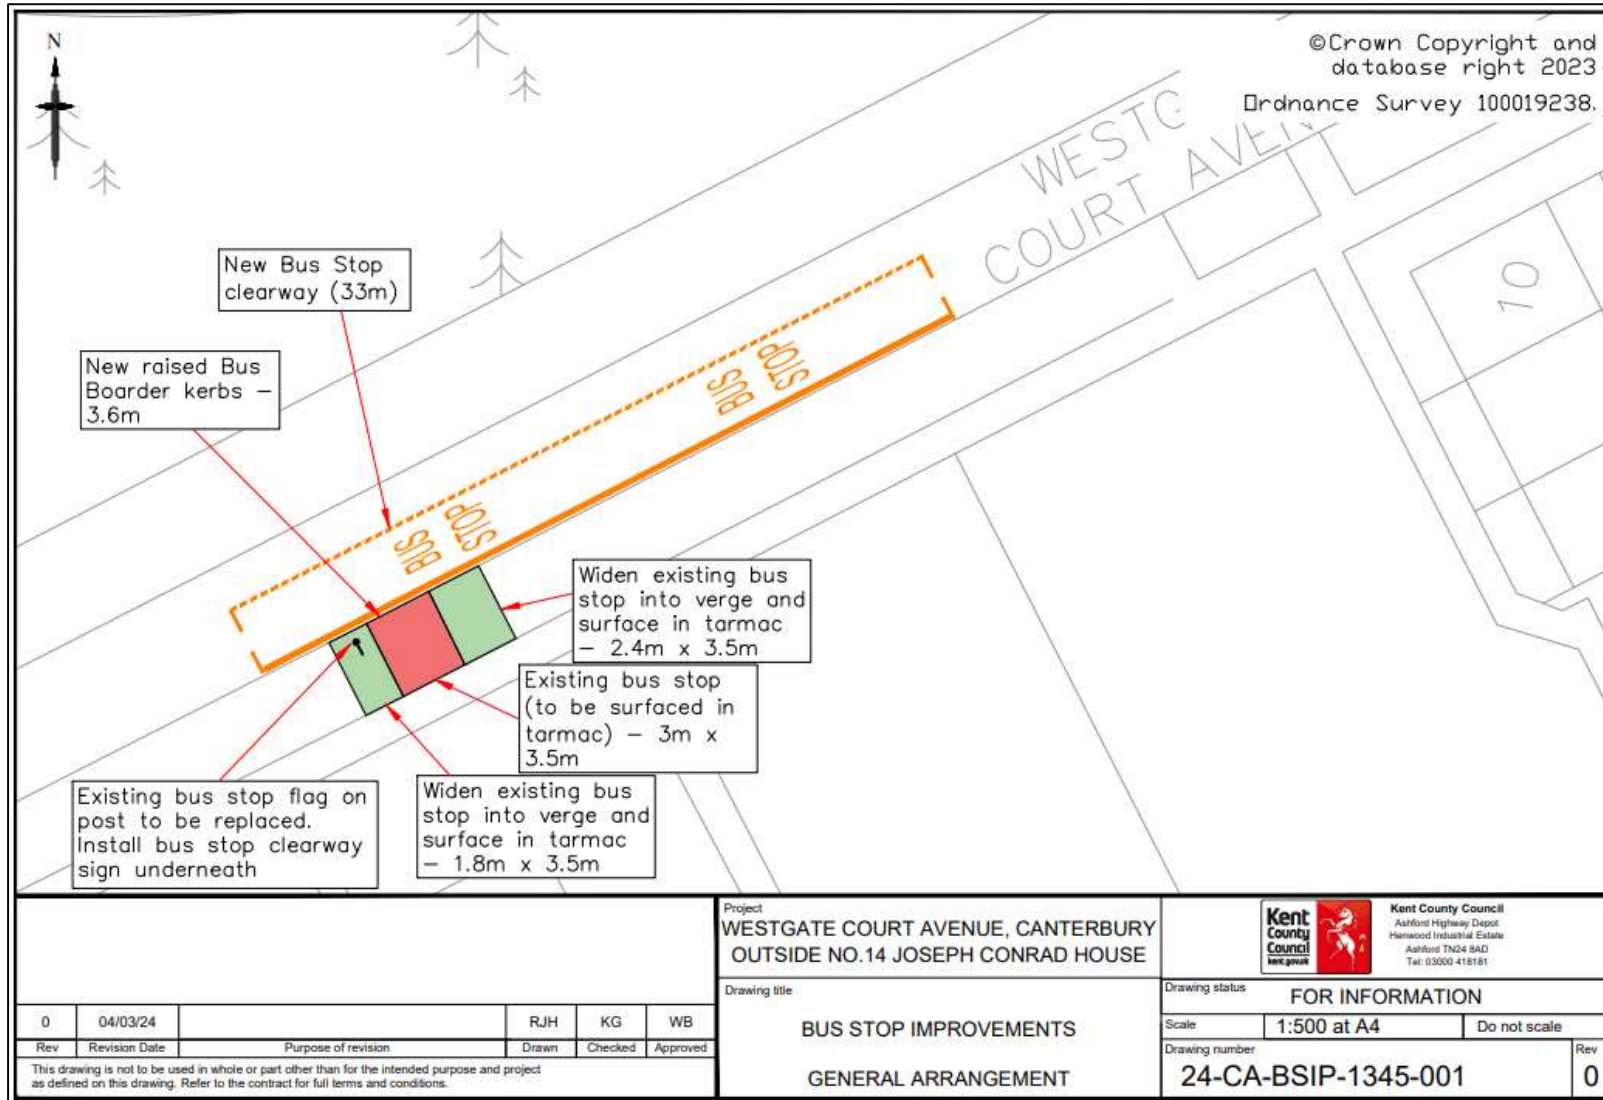 N
©Crown Copyright and
database right 2023
Ordnance Survey 100019238.
COURT AVEN
10
New Bus Stop
clearway (33m)
New raised Bus
Boarder kerbs –
3.6m
BUS
STOP
BUS
STOP
Widen existing bus
stop into verge and
surface in tarmac
– 2.4m x 3.5m
Existing bus stop
(to be surfaced in
tarmac) – 3m x
3.5m
Widen existing bus
stop into verge and
surface in tarmac
– 1.8m x 3.5m
Existing bus stop flag on
post to be replaced.
Install bus stop clearway
sign underneath
Project
WESTGATE COURT AVENUE, CANTERBURY
OUTSIDE NO.14 JOSEPH CONRAD HOUSE
Drawing title
BUS STOP IMPROVEMENTS
GENERAL ARRANGEMENT
Kent
County
Council
kent.gov.uk
Kent County Council
Ashford Highway Depot
Henwood Industrial Estate
Ashford TN24 8AD
Tel: 03000 418181
Drawing status
FOR INFORMATION
Scale
1:500 at A4
Do not scale
Drawing number
24-CA-BSIP-1345-001
Rev
0
0 04/03/24 RJH KG WB
Rev Revision Date Purpose of revision Drawn Checked Approved
This drawing is not to be used in whole or part other than for the intended purpose and project
as defined on this drawing. Refer to the contract for full terms and conditions.